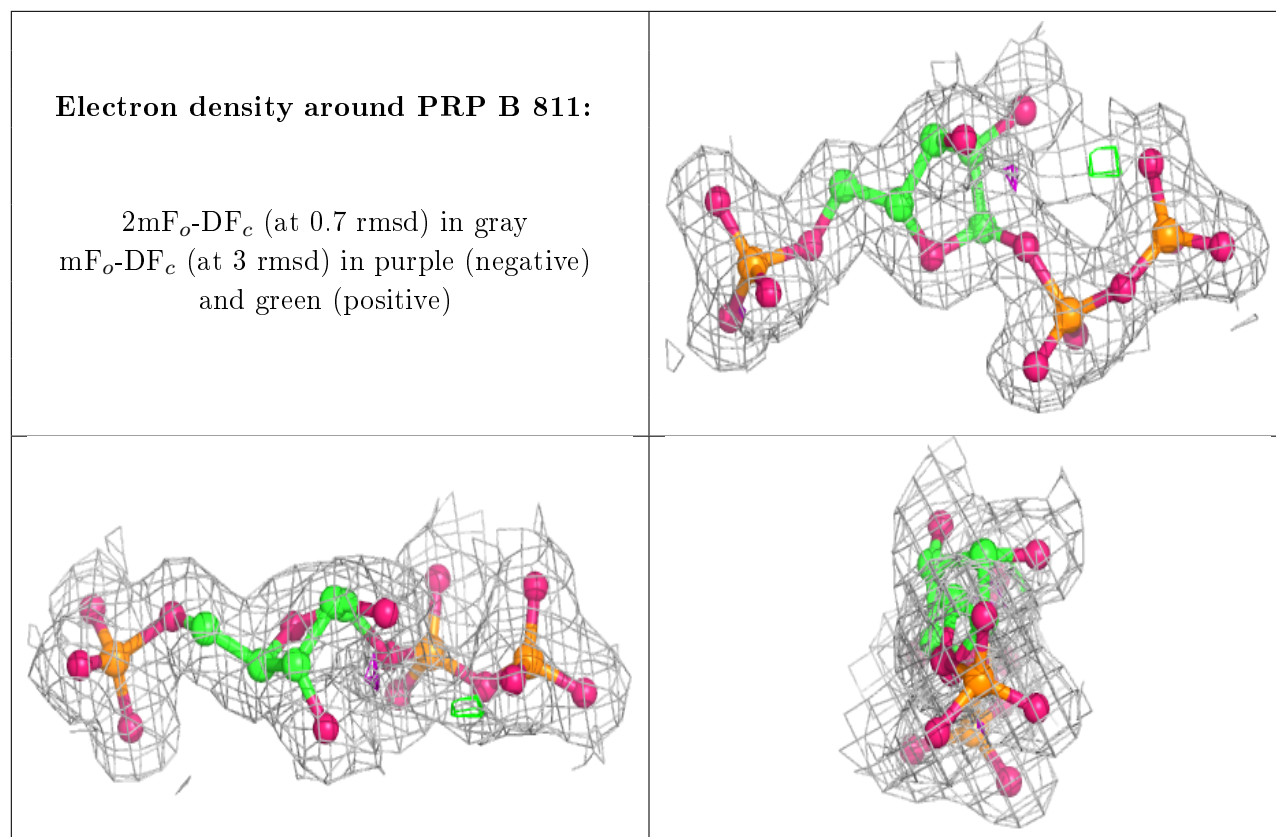 Electron density around PRP B 811:
2mFo-DFc (at 0.7 rmsd) in gray
mFo-DFc (at 3 rmsd) in purple (negative)
and green (positive)